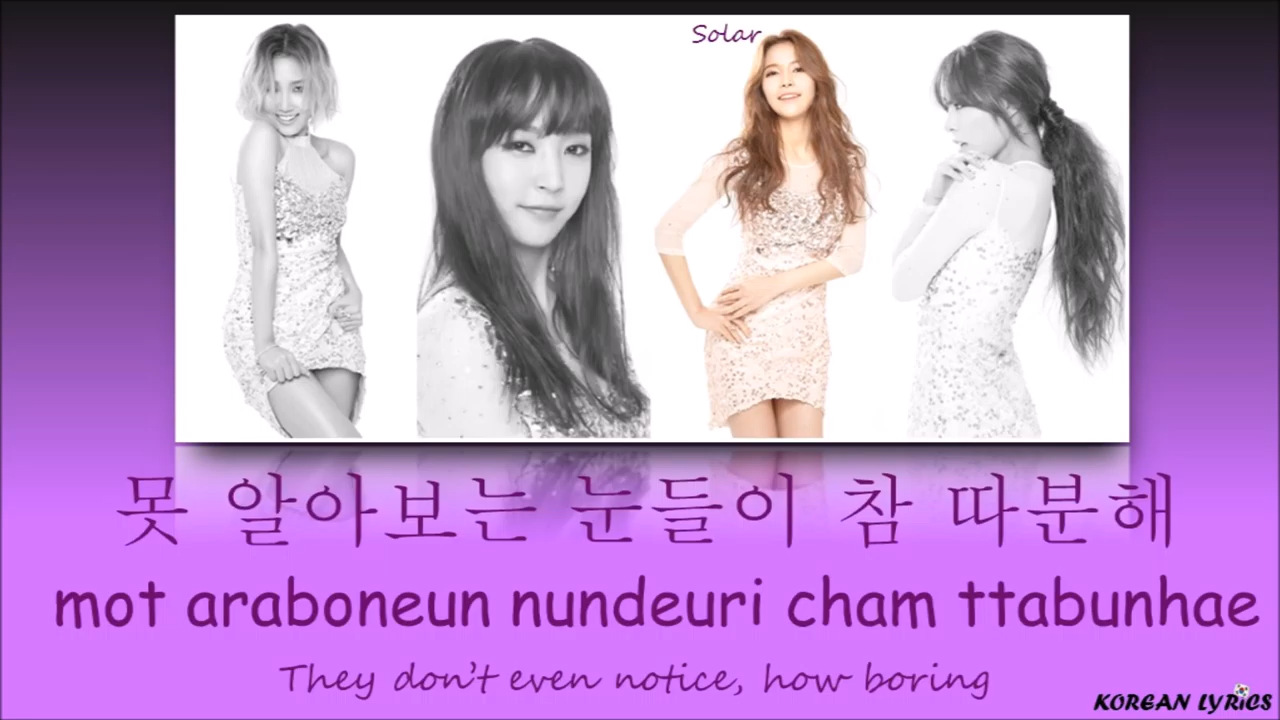 Solar
못 알아보는 눈들이 참 따분해
mot araboneun nundeuri cham ttabunhae
They don't even notice, how boring
KOREAN LYRICS